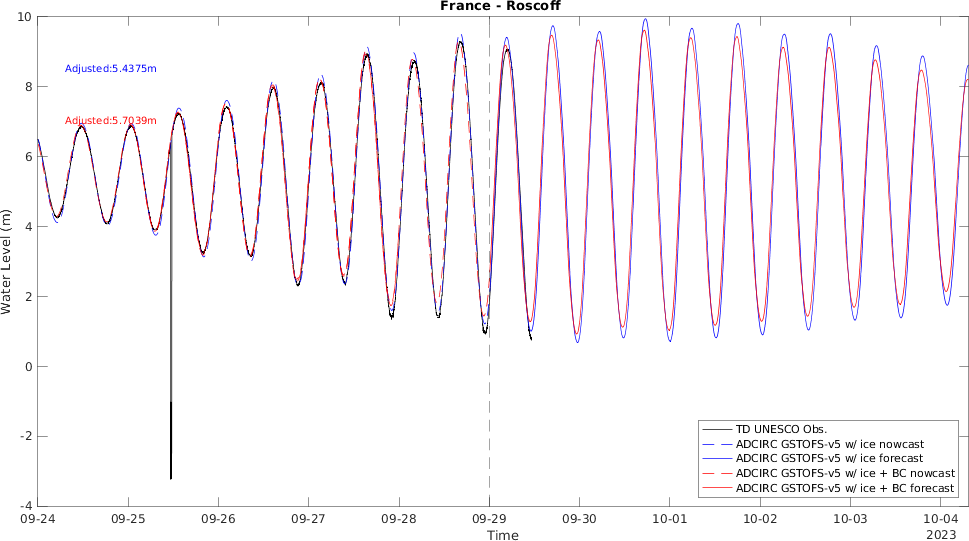 France - Roscoff
10
8
6
4
2
0
-2
-4
Water Level (m)
Adjusted:5.4375m
Adjusted:5.7039m
TD UNESCO Obs.
ADCIRC GSTOFS-v5 w/ ice nowcast
ADCIRC GSTOFS-v5 w/ ice forecast
ADCIRC GSTOFS-v5 w/ ice + BC nowcast
ADCIRC GSTOFS-v5 w/ ice + BC forecast
09-24 09-25 09-26 09-27 09-28 09-29 09-30 10-01 10-02 10-03 10-04
Time
2023